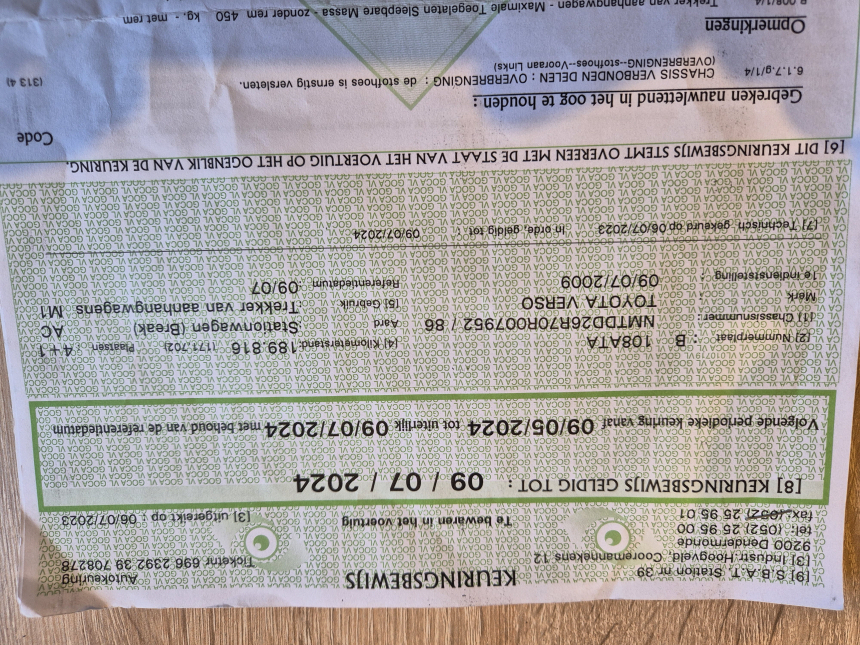 Autokeuring
Ticketnr 696 2392 39 708278
KEURINGSBEWIJS
[9] S.B.A.T. Station nr 39
[3] Industr.Hoogveld, Cooremannekens 12
9200 Dendermonde
tel: (052) 25 95 00
fax:(052) 25 95 01
Te bewaren in het voertuig
[3] uitgereikt op : 06/07/2023
[8] KEURINGSBEWIJS GELDIG TOT : 09 / 07 / 2024
Volgende periodieke keuring vanaf 09/05/2024 tot uiterlijk 09/07/2024 met behoud van de referentiedatum
[2] Nummerplaat : B 108ATA [4] Kilometerstand: 189.816 (171.702) Plaatsen 4+1
[1] Chassisnummer: NMTDD26R70R007952 / 86 Aard :Stationwagen (Break) AC
Merk : TOYOTA VERSO [5] Gebruik :Trekker van aanhangwagens M1
1e Indienststelling : 09/07/2009 Referentiedatum :09/07
[7] Technisch gekeurd op 06/07/2023 In orde, geldig tot : 09/07/2024
[6] DIT KEURINGSBEWIJS STEMT OVEREEN MET DE STAAT VAN HET VOERTUIG OP HET OGENBLIK VAN DE KEURING.
Code
Gebreken nauwlettend in het oog te houden :
6.1.7.g/1/4 CHASSIS VERBONDEN DELEN : OVERBRENGING : de stofhoes is ernstig versleten. (313 4)
(OVERBRENGING--stofhoes--Vooraan Links)
Opmerkingen
Trekker van aanhangwagen - Maximale Toegelaten Sleepbare Massa - zonder rem 450 kg. - met rem